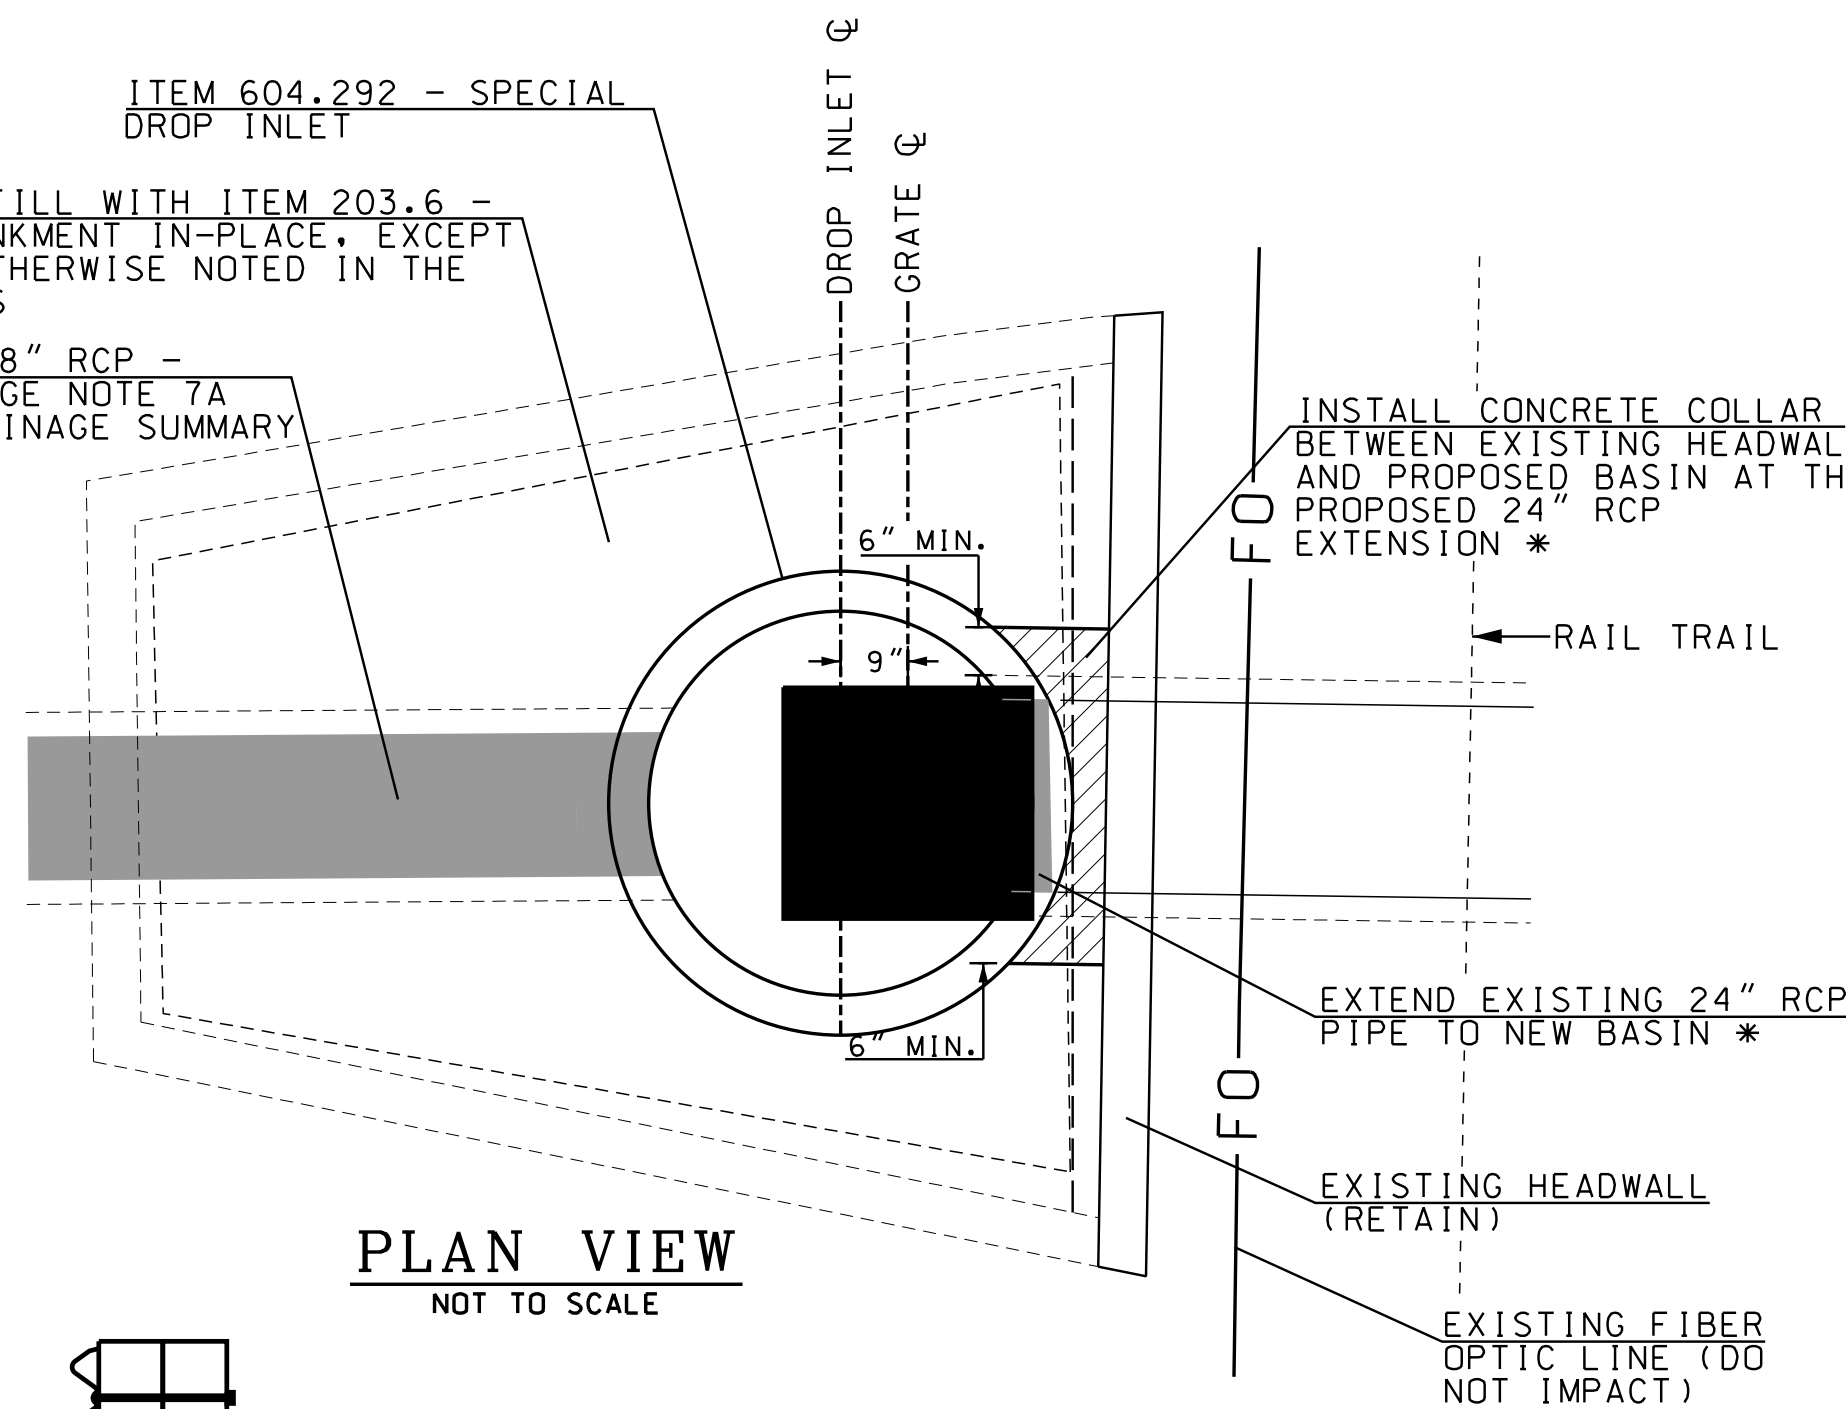 DROP INLET ℄
GRATE ℄
ITEM 604.292 - SPECIAL
DROP INLET
FILL WITH ITEM 203.6 -
NKMENT IN-PLACE, EXCEPT
THERWISE NOTED IN THE
S
8" RCP -
GE NOTE 7A
INAGE SUMMARY
INSTALL CONCRETE COLLAR
BETWEEN EXISTING HEADWAL
AND PROPOSED BASIN AT TH
PROPOSED 24" RCP
EXTENSION *
FO
6" MIN.
RAIL TRAIL
9"
EXTEND EXISTING 24" RCP
PIPE TO NEW BASIN *
6" MIN.
FO
EXISTING HEADWALL
(RETAIN)
PLAN VIEW
NOT TO SCALE
EXISTING FIBER
OPTIC LINE (DO
NOT IMPACT)